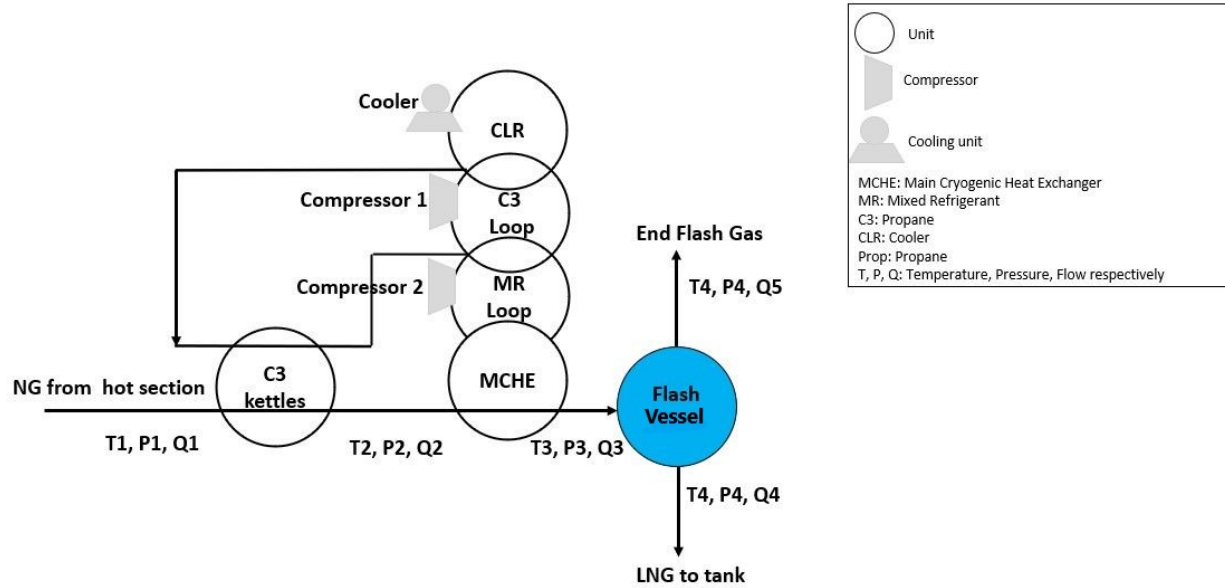 Cooler
CLR
Compressor 1
C3
Loop
Compressor 2
MR
Loop
NG from hot section
C3
kettles
MCHE
T1, P1, Q1
T2, P2, Q2
T3, P3, Q3
End Flash Gas
T4, P4, Q5
Flash
Vessel
T4, P4, Q4
LNG to tank
Unit
Compressor
Cooling unit
MCHE: Main Cryogenic Heat Exchanger
MR: Mixed Refrigerant
C3: Propane
CLR: Cooler
Prop: Propane
T, P, Q: Temperature, Pressure, Flow respectively